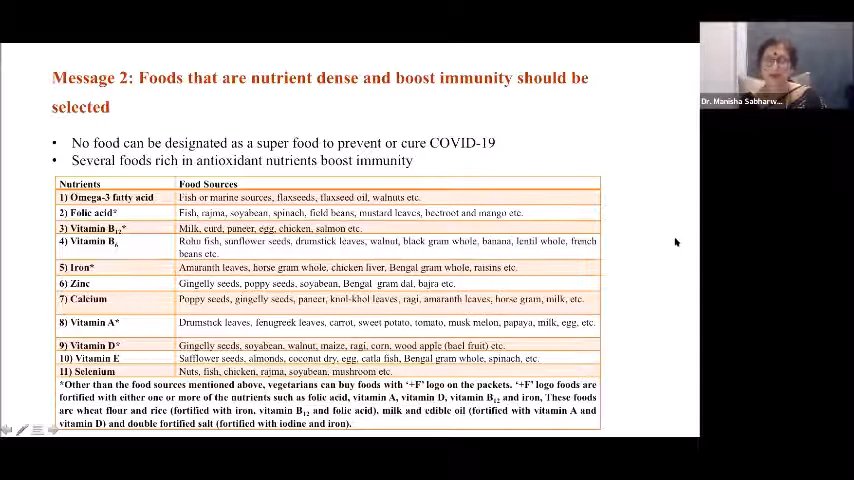 Message 2: Foods that are nutrient dense and boost immunity should be
selected
• No food can be designated as a super food to prevent or cure COVID-19
• Several foods rich in antioxidant nutrients boost immunity
Nutrients Food Sources
1) Omega-3 fatty acid Fish or marine sources, flaxseeds, flaxseed oil, walnuts etc.
2) Folic acid* Fish, rajma, soyabean, spinach, field beans, mustard leaves, beetroot and mango etc.
3) Vitamin B12* Milk, curd, paneer, egg, chicken, salmon etc.
4) Vitamin B6 Rohu fish, sunflower seeds, drumstick leaves, walnut, black gram whole, banana, lentil whole, french
beans etc.
5) Iron* Amaranth leaves, horse gram whole, chicken liver, Bengal gram whole, raisins etc.
6) Zinc Gingelly seeds, poppy seeds, soyabean, Bengal gram dal, bajra etc.
7) Calcium Poppy seeds, gingelly seeds, paneer, knol-khol leaves, ragi, amaranth leaves, horse gram, milk, etc.
8) Vitamin A* Drumstick leaves, fenugreek leaves, carrot, sweet potato, tomato, musk melon, papaya, milk, egg, etc.
9) Vitamin D* Gingelly seeds, soyabean, walnut, maize, ragi, corn, wood apple (bael fruit) etc.
10) Vitamin E Safflower seeds, almonds, coconut dry, egg, catla fish, Bengal gram whole, spinach, etc.
11) Selenium Nuts, fish, chicken, rajma, soyabean, mushroom etc.
*Other than the food sources mentioned above, vegetarians can buy foods with '+F' logo on the packets. '+F' logo foods are
fortified with either one or more of the nutrients such as folic acid, vitamin A, vitamin D, vitamin B12 and iron, These foods
are wheat flour and rice (fortified with iron, vitamin B12 and folic acid), milk and edible oil (fortified with vitamin A and
vitamin D) and double fortified salt (fortified with iodine and iron).
Dr. Manisha Sabharw...